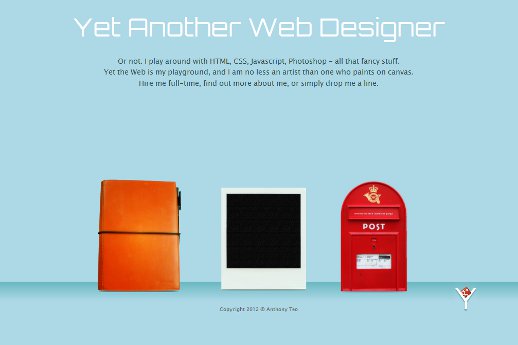 Yet Another Web Designer
Or not. I play around with HTML, CSS, Javascript, Photoshop – all that fancy stuff.
Yet the Web is my playground, and I am no less an artist than one who paints on canvas.
Hire me full-time, find out more about me, or simply drop me a line.
POST
Copyright 2012 © Anthony Tao
Y